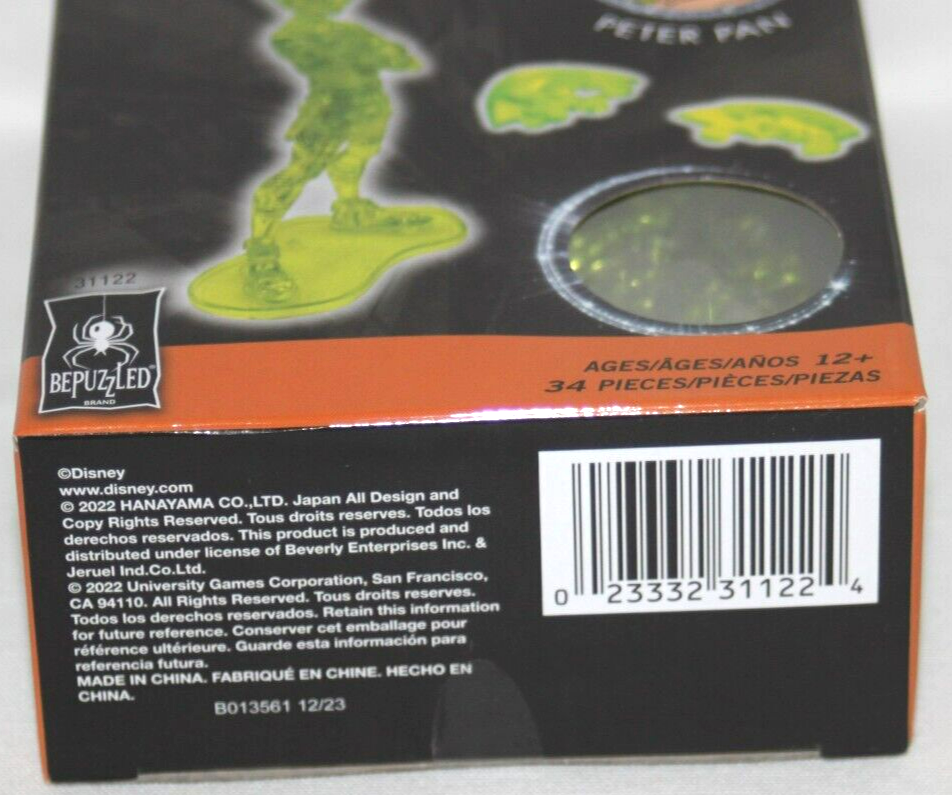 PETER PAN
31122
BEPUZZLED®
BRAND
AGES/ÂGES/AÑOS 12+
34 PIECES/PIÈCES/PIEZAS
©Disney
www.disney.com
© 2022 HANAYAMA CO.,LTD. Japan All Design and
Copy Rights Reserved. Tous droits reserves. Todos los
derechos reservados. This product is produced and
distributed under license of Beverly Enterprises Inc. &
Jeruel Ind.Co.Ltd.
© 2022 University Games Corporation, San Francisco,
CA 94110. All Rights Reserved. Tous droits reserves.
Todos los derechos reservados. Retain this information
for future reference. Conserver cet emballage pour
référence ultérieure. Guarde esta información para
referencia futura.
MADE IN CHINA. FABRIQUÉ EN CHINE. HECHO EN
CHINA.
B013561 12/23
0 23332 31122 4